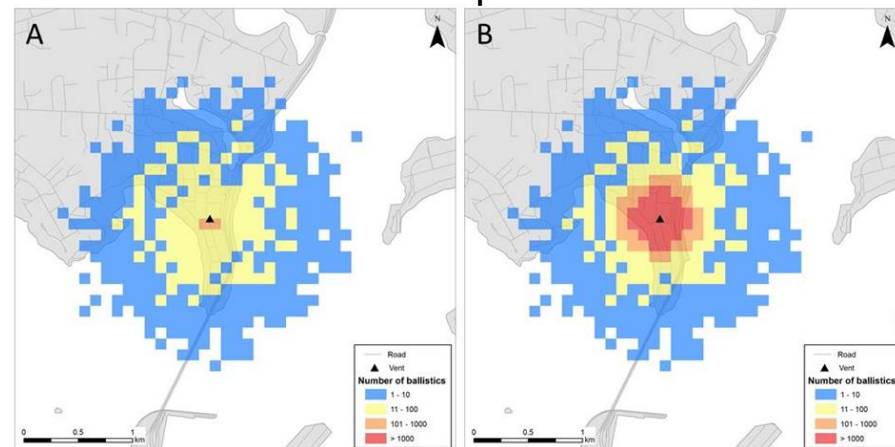 A
N
Road
Vent
Number of ballistics
1 - 10
11 - 100
101 - 1000
> 1000
0 0.5 1
km
B
N
Road
Vent
Number of ballistics
1 - 10
11 - 100
101 - 1000
> 1000
0 0.5 1
km